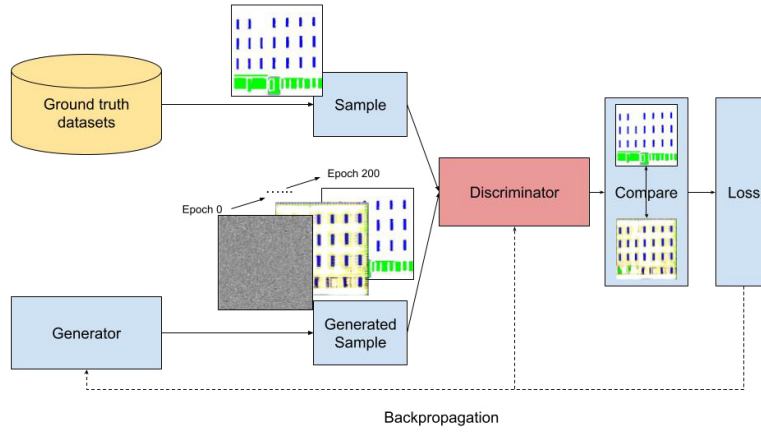 Ground truth
datasets
Sample
Epoch 200
......
Epoch 0
Discriminator
Compare
Loss
Generator
Generated
Sample
Backpropagation